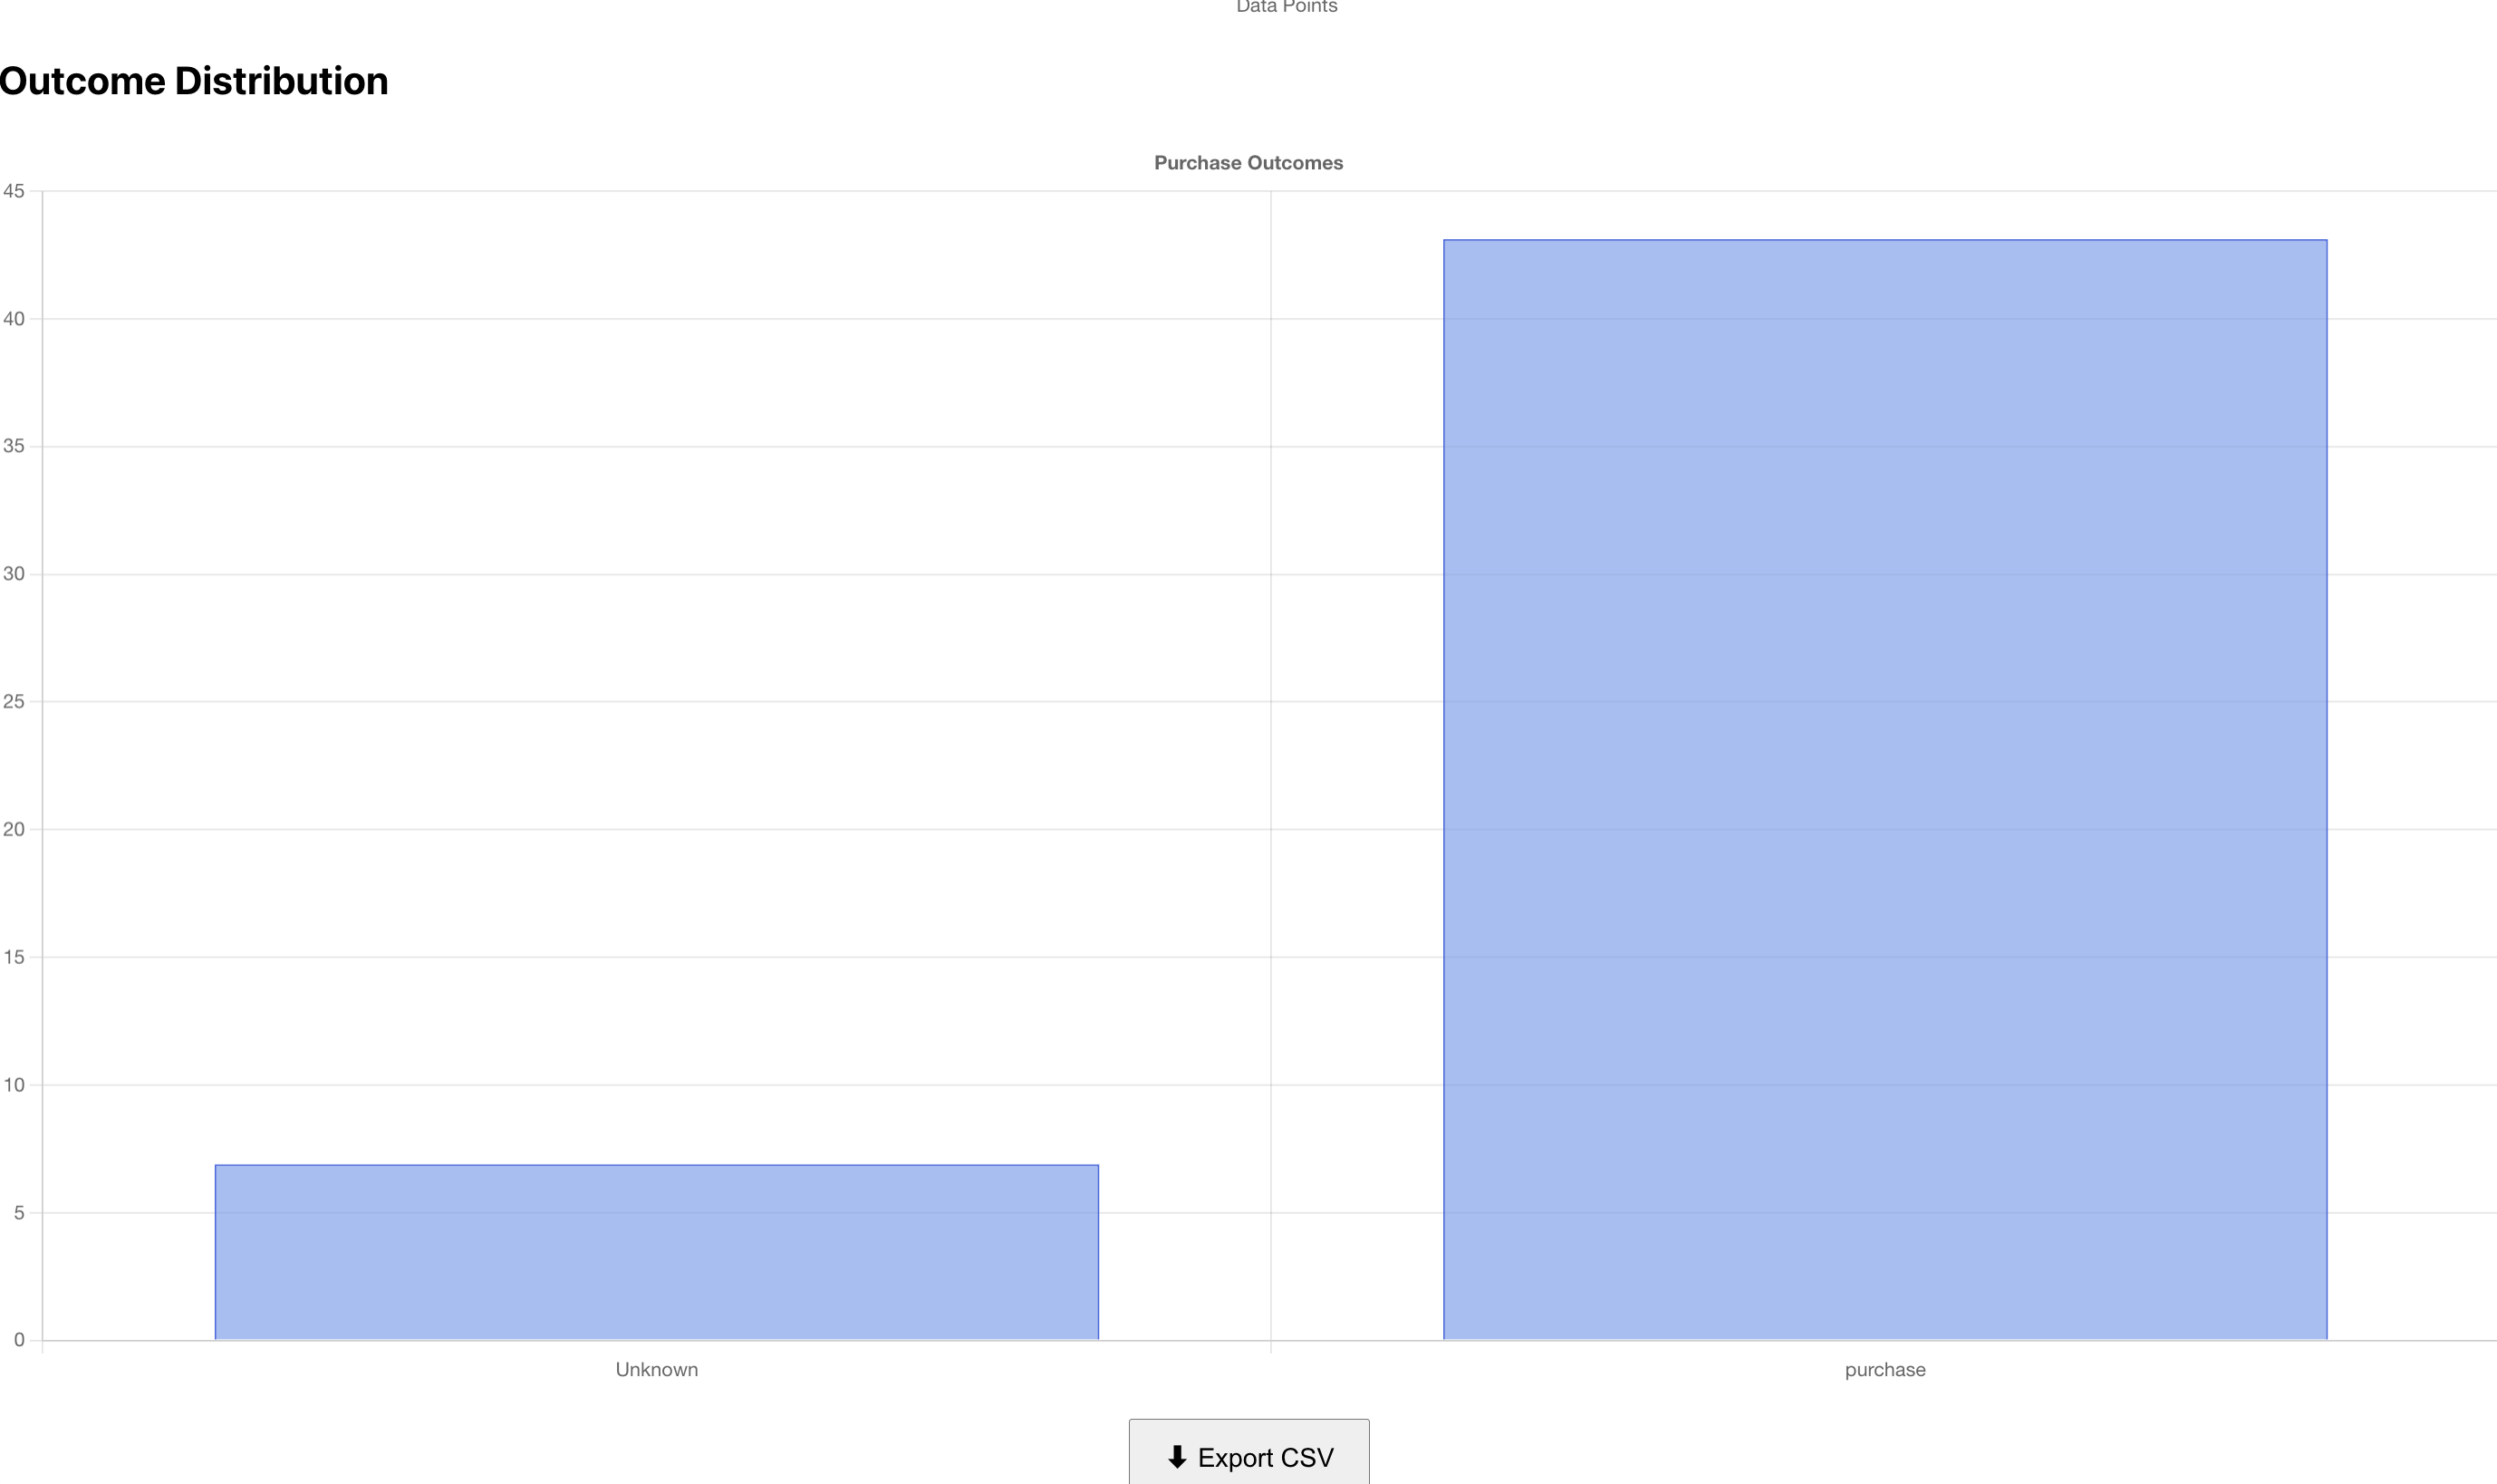 Data Points
Outcome Distribution
Purchase Outcomes
45
40
35
30
25
20
15
10
5
0
Unknown purchase
Export CSV